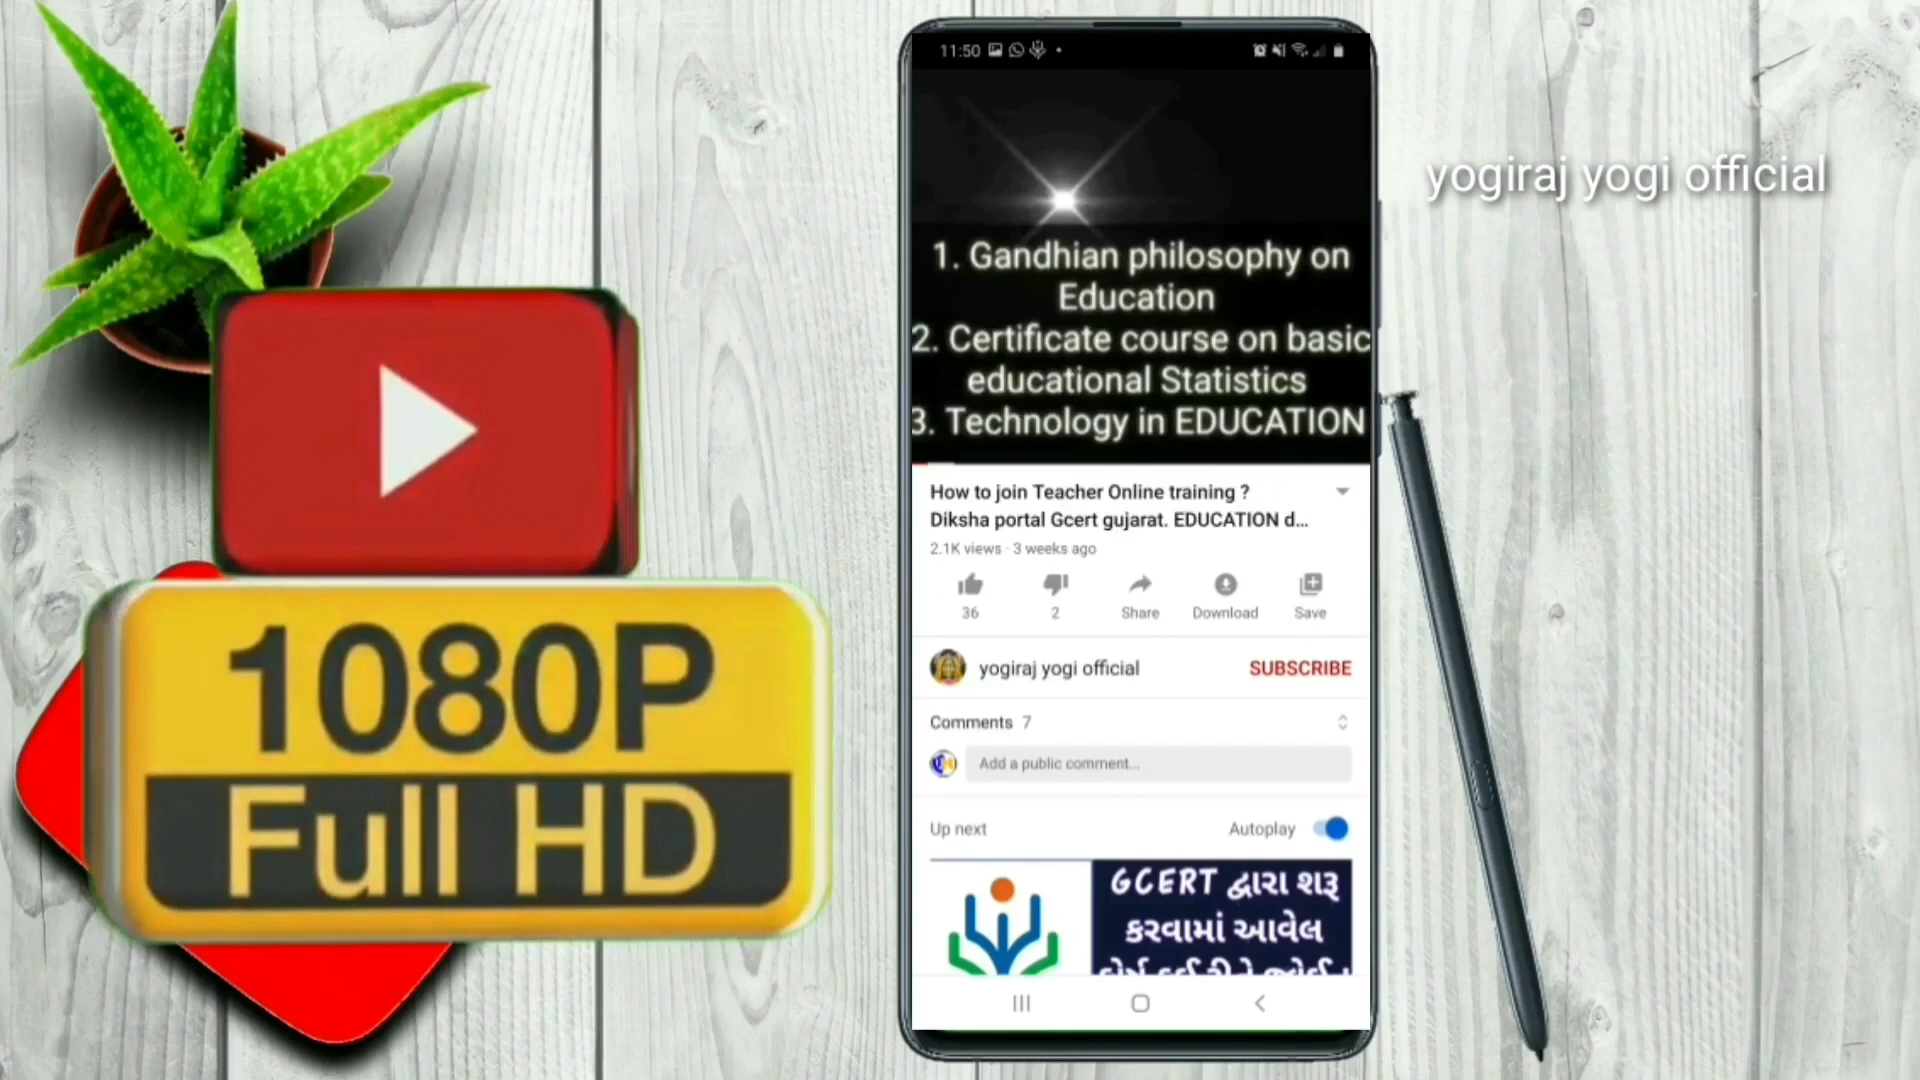 11:50
yogiraj yogi official
1. Gandhian philosophy on
Education
2. Certificate course on basic
educational Statistics
3. Technology in EDUCATION
How to join Teacher Online training ?
Diksha portal Gcert gujarat. EDUCATION d...
2.1K views · 3 weeks ago
36
2
Share
Download
Save
yogiraj yogi official
SUBSCRIBE
Comments 7
Add a public comment...
Up next
Autoplay
GCERT દ્વારા શરૂ
કરવામાં આવેલ
1080P
Full HD